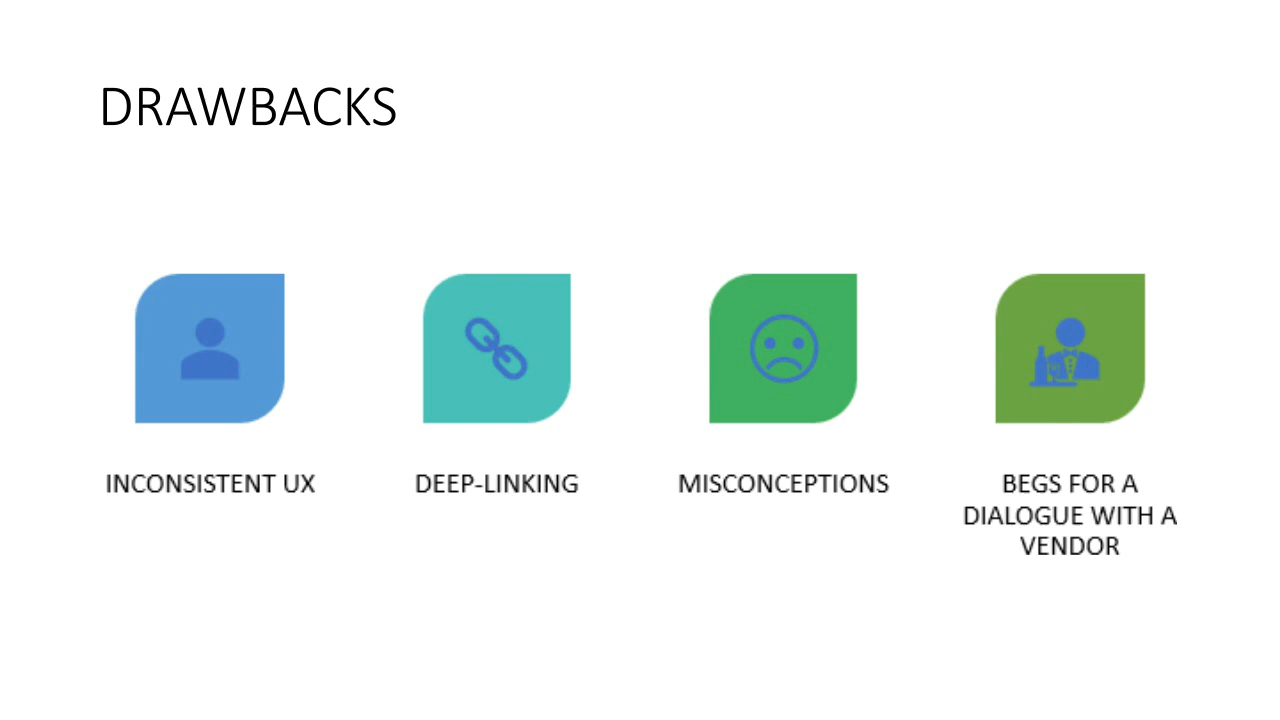 DRAWBACKS
INCONSISTENT UX
DEEP-LINKING
MISCONCEPTIONS
BEGS FOR A
DIALOGUE WITH A
VENDOR